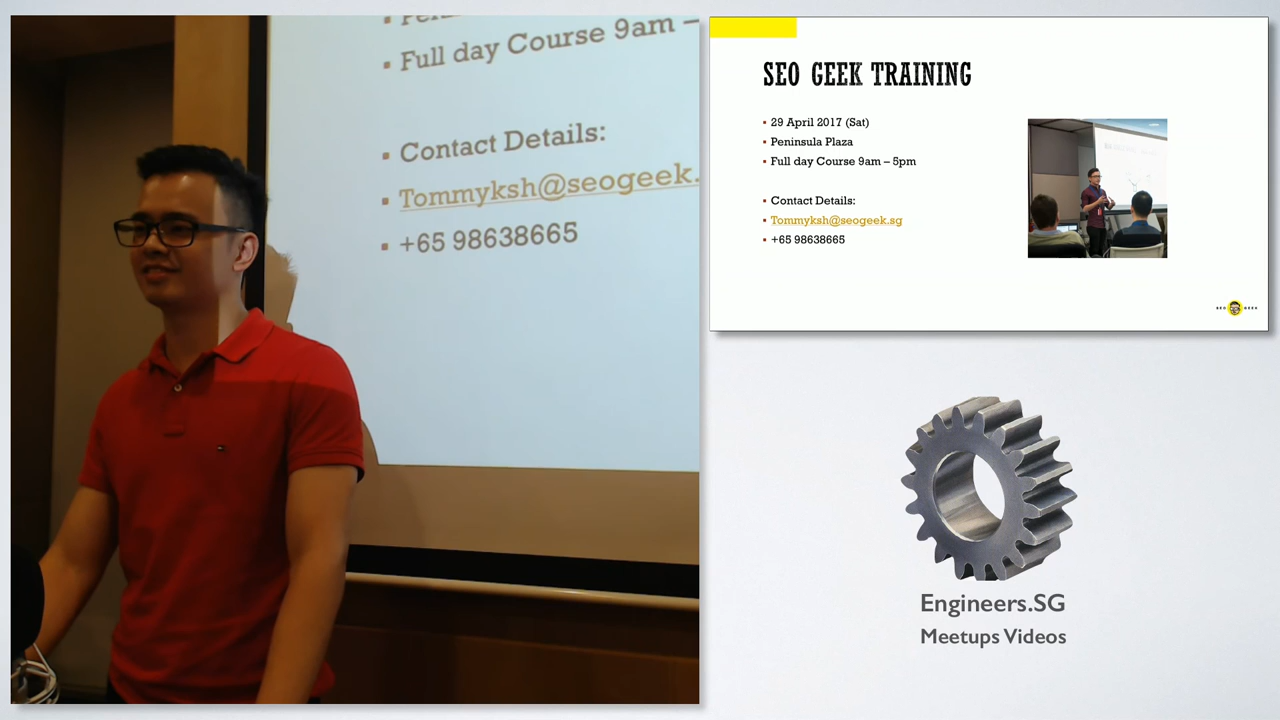 Full day Course 9am –
Contact Details:
Tommyksh@seogeek.
+65 98638665
SEO GEEK TRAINING
29 April 2017 (Sat)
Peninsula Plaza
Full day Course 9am – 5pm
Contact Details:
Tommyksh@seogeek.sg
+65 98638665
Engineers.SG
Meetups Videos